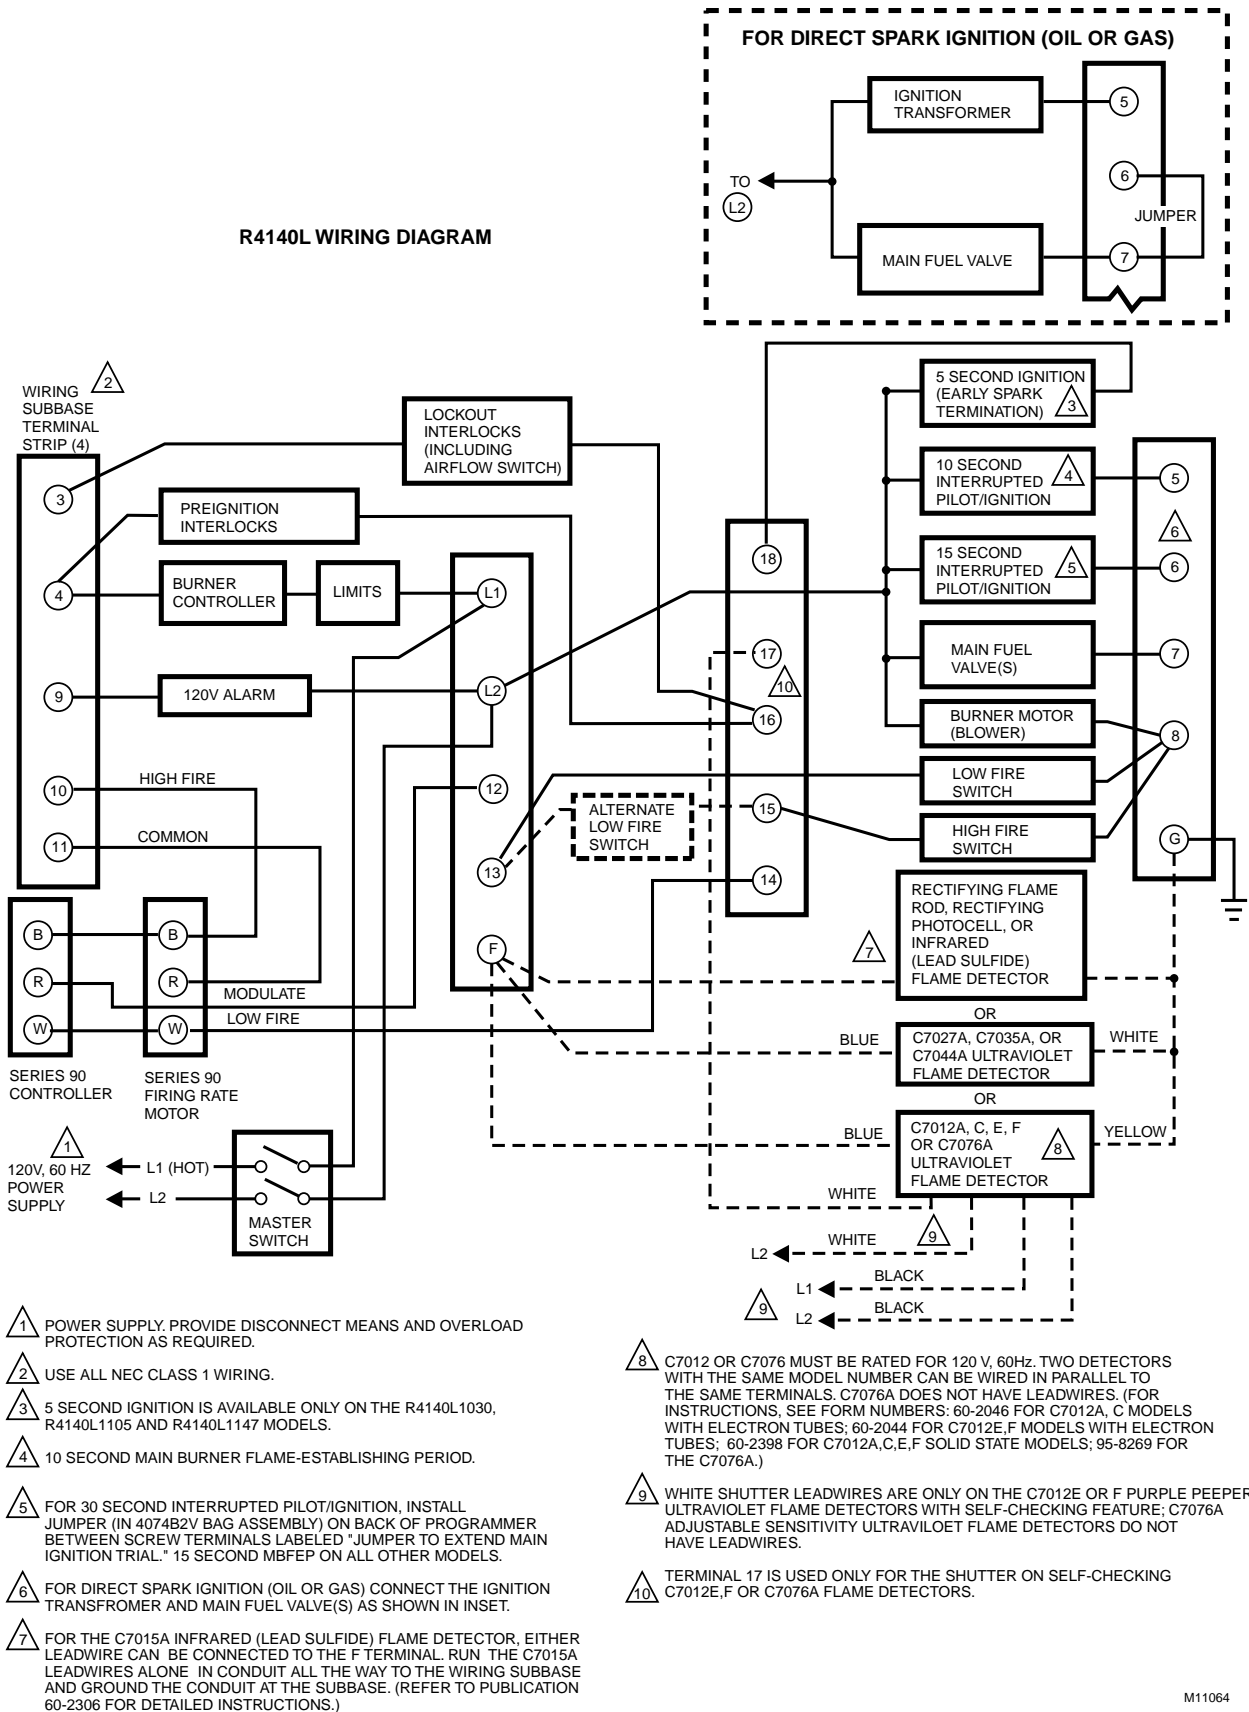 FOR DIRECT SPARK IGNITION (OIL OR GAS)
IGNITION
TRANSFORMER
5
TO
L2
6
JUMPER
MAIN FUEL VALVE
7
R4140L WIRING DIAGRAM
2
WIRING
SUBBASE
TERMINAL
STRIP (4)
3
4
9
10
11
LOCKOUT
INTERLOCKS
(INCLUDING
AIRFLOW SWITCH)
PREIGNITION
INTERLOCKS
BURNER
CONTROLLER
LIMITS
120V ALARM
HIGH FIRE
COMMON
L1
L2
12
13
F
ALTERNATE
LOW FIRE
SWITCH
18
17
10
16
15
14
5 SECOND IGNITION
(EARLY SPARK
TERMINATION)
3
10 SECOND
INTERRUPTED
PILOT/IGNITION
4
15 SECOND
INTERRUPTED
PILOT/IGNITION
5
MAIN FUEL
VALVE(S)
BURNER MOTOR
(BLOWER)
LOW FIRE
SWITCH
HIGH FIRE
SWITCH
5
6
6
7
8
G
B
R
W
B
R
W
MODULATE
LOW FIRE
SERIES 90
CONTROLLER
SERIES 90
FIRING RATE
MOTOR
7
RECTIFYING FLAME
ROD, RECTIFYING
PHOTOCELL, OR
INFRARED
(LEAD SULFIDE)
FLAME DETECTOR
OR
BLUE
C7027A, C7035A, OR
C7044A ULTRAVIOLET
FLAME DETECTOR
WHITE
OR
BLUE
C7012A, C, E, F
OR C7076A
ULTRAVIOLET
FLAME DETECTOR
8
YELLOW
WHITE
9
L2
WHITE
L1
BLACK
9
L2
BLACK
1
120V, 60 HZ
POWER
SUPPLY
L1 (HOT)
L2
MASTER
SWITCH
1 POWER SUPPLY. PROVIDE DISCONNECT MEANS AND OVERLOAD
PROTECTION AS REQUIRED.
2 USE ALL NEC CLASS 1 WIRING.
3 5 SECOND IGNITION IS AVAILABLE ONLY ON THE R4140L1030,
R4140L1105 AND R4140L1147 MODELS.
4 10 SECOND MAIN BURNER FLAME-ESTABLISHING PERIOD.
5 FOR 30 SECOND INTERRUPTED PILOT/IGNITION, INSTALL
JUMPER (IN 4074B2V BAG ASSEMBLY) ON BACK OF PROGRAMMER
BETWEEN SCREW TERMINALS LABELED "JUMPER TO EXTEND MAIN
IGNITION TRIAL." 15 SECOND MBFEP ON ALL OTHER MODELS.
6 FOR DIRECT SPARK IGNITION (OIL OR GAS) CONNECT THE IGNITION
TRANSFROMER AND MAIN FUEL VALVE(S) AS SHOWN IN INSET.
7 FOR THE C7015A INFRARED (LEAD SULFIDE) FLAME DETECTOR, EITHER
LEADWIRE CAN BE CONNECTED TO THE F TERMINAL. RUN THE C7015A
LEADWIRES ALONE IN CONDUIT ALL THE WAY TO THE WIRING SUBBASE
AND GROUND THE CONDUIT AT THE SUBBASE. (REFER TO PUBLICATION
60-2306 FOR DETAILED INSTRUCTIONS.)
8 C7012 OR C7076 MUST BE RATED FOR 120 V, 60Hz. TWO DETECTORS
WITH THE SAME MODEL NUMBER CAN BE WIRED IN PARALLEL TO
THE SAME TERMINALS. C7076A DOES NOT HAVE LEADWIRES. (FOR
INSTRUCTIONS, SEE FORM NUMBERS: 60-2046 FOR C7012A, C MODELS
WITH ELECTRON TUBES; 60-2044 FOR C7012E,F MODELS WITH ELECTRON
TUBES; 60-2398 FOR C7012A,C,E,F SOLID STATE MODELS; 95-8269 FOR
THE C7076A.)
9 WHITE SHUTTER LEADWIRES ARE ONLY ON THE C7012E OR F PURPLE PEEPER
ULTRAVIOLET FLAME DETECTORS WITH SELF-CHECKING FEATURE; C7076A
ADJUSTABLE SENSITIVITY ULTRAVILOET FLAME DETECTORS DO NOT
HAVE LEADWIRES.
10 TERMINAL 17 IS USED ONLY FOR THE SHUTTER ON SELF-CHECKING
C7012E,F OR C7076A FLAME DETECTORS.
M11064